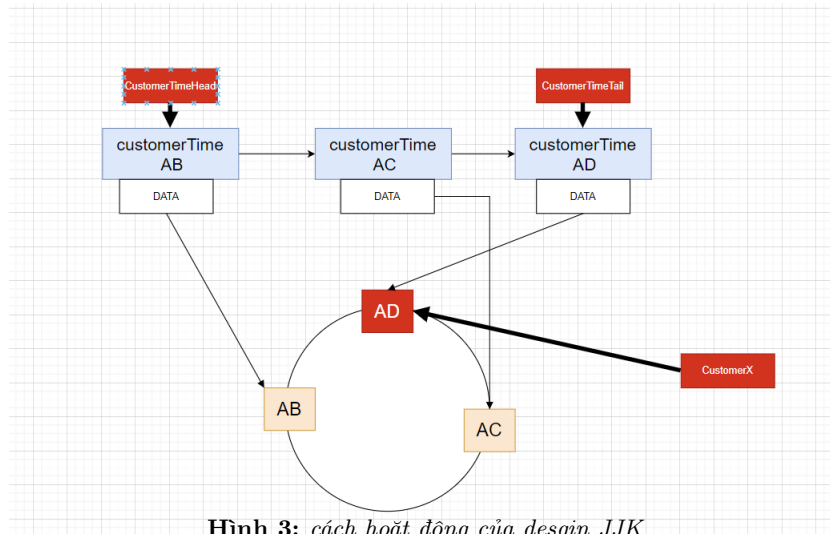 CustomerTimeHead
CustomerTimeTail
customerTime
AB
customerTime
AC
customerTime
AD
DATA
DATA
DATA
AD
CustomerX
AB
AC
Hình 3: cách hoạt động của desgin JJK